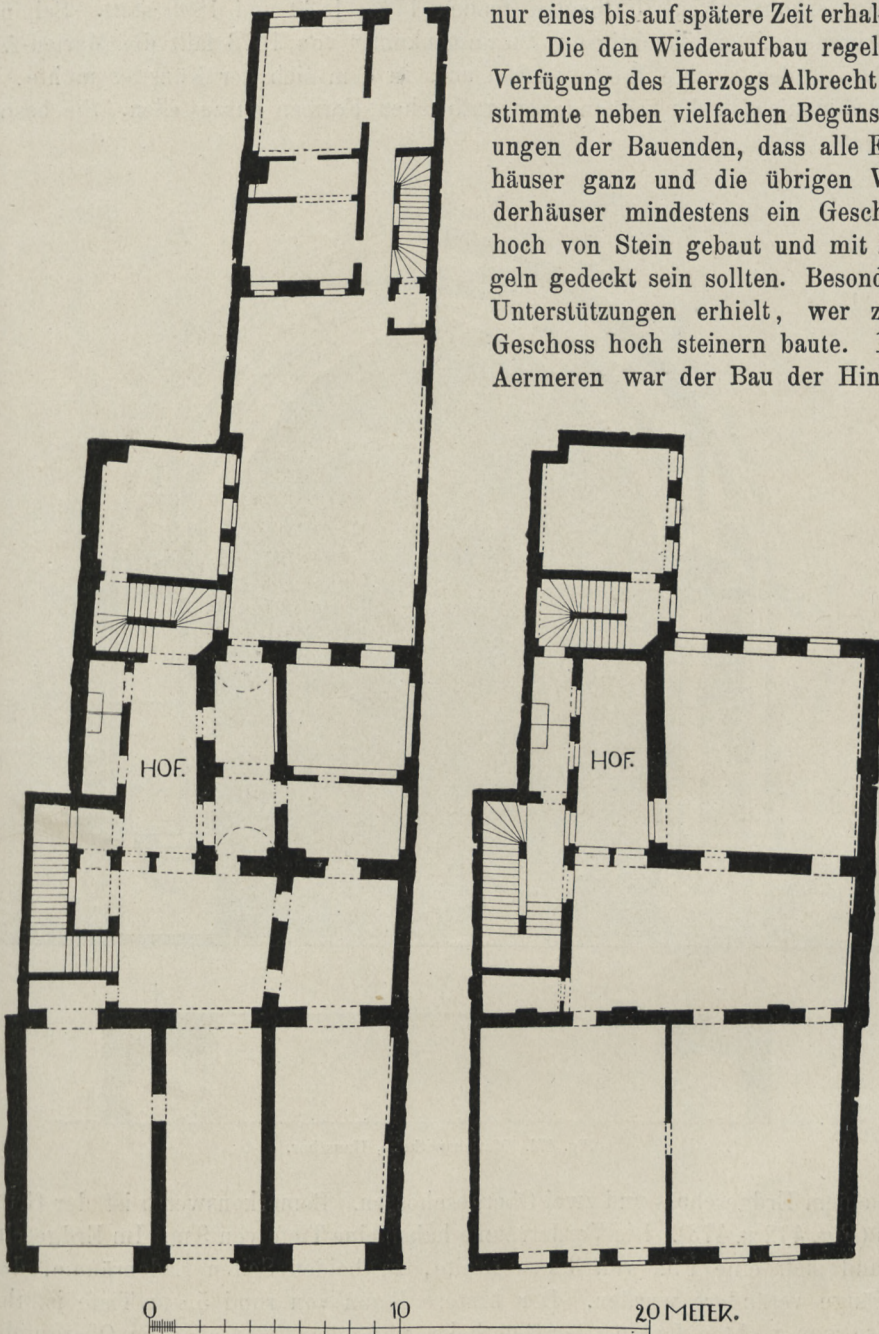 nur eines bis auf spätere Zeit erhal
Die den Wiederaufbau regel
Verfügung des Herzogs Albrecht
stimmte neben vielfachen Begüns
ungen der Bauenden, dass alle
häuser ganz und die übrigen V
derhäuser mindestens ein Gesch
hoch von Stein gebaut und mit
geln gedeckt sein sollten. Besond
Unterstützungen erhielt, wer z
Geschoss hoch steinern baute.
Aermeren war der Bau der Hin
HOF.
HOF.
0 10 20 METER.